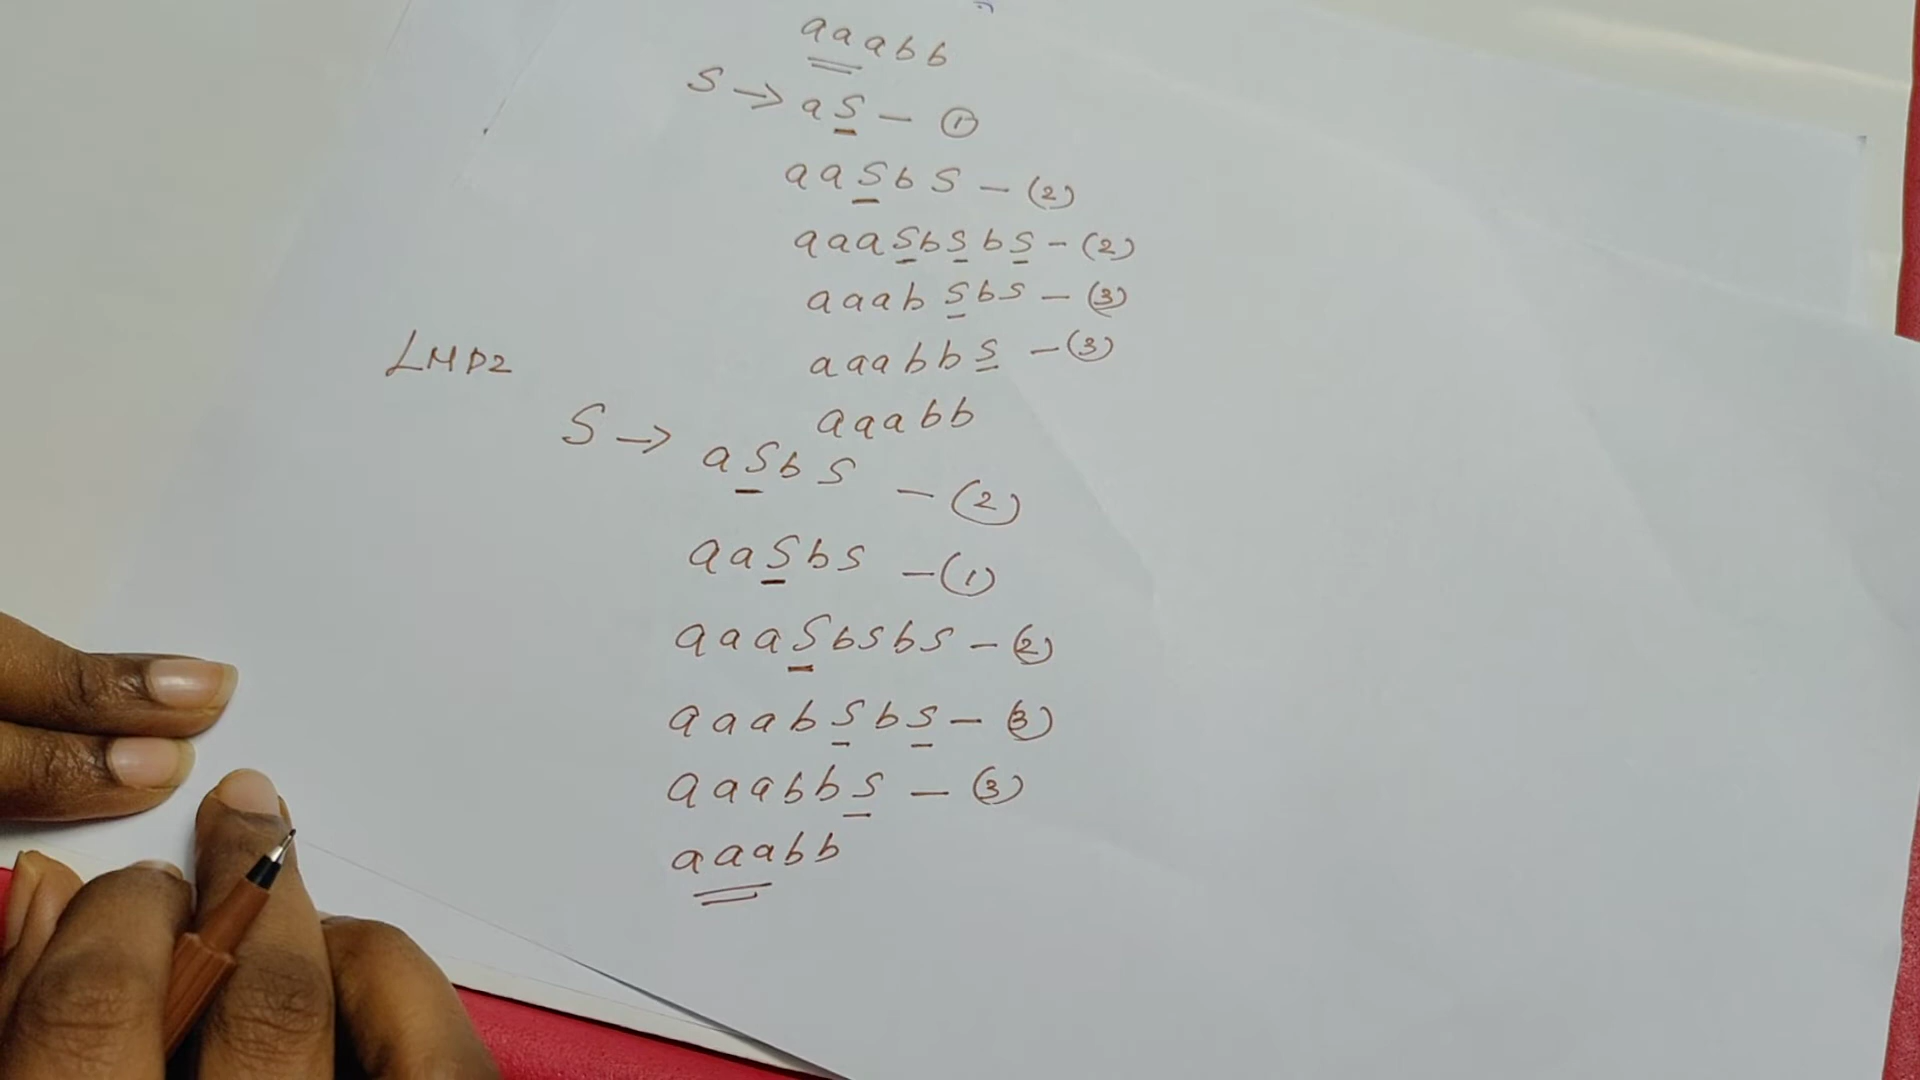 aaabb
S → aS — ①
aaSbS — (2)
aaaSbSbS — (2)
aaabSbS — (3)
aaabbS — (3)
aaabb
LMD2
S → aSbS — (2)
aaSbS — (1)
aaaSbSbS — (2)
aaabSbS — (3)
aaabbS — (3)
aaabb